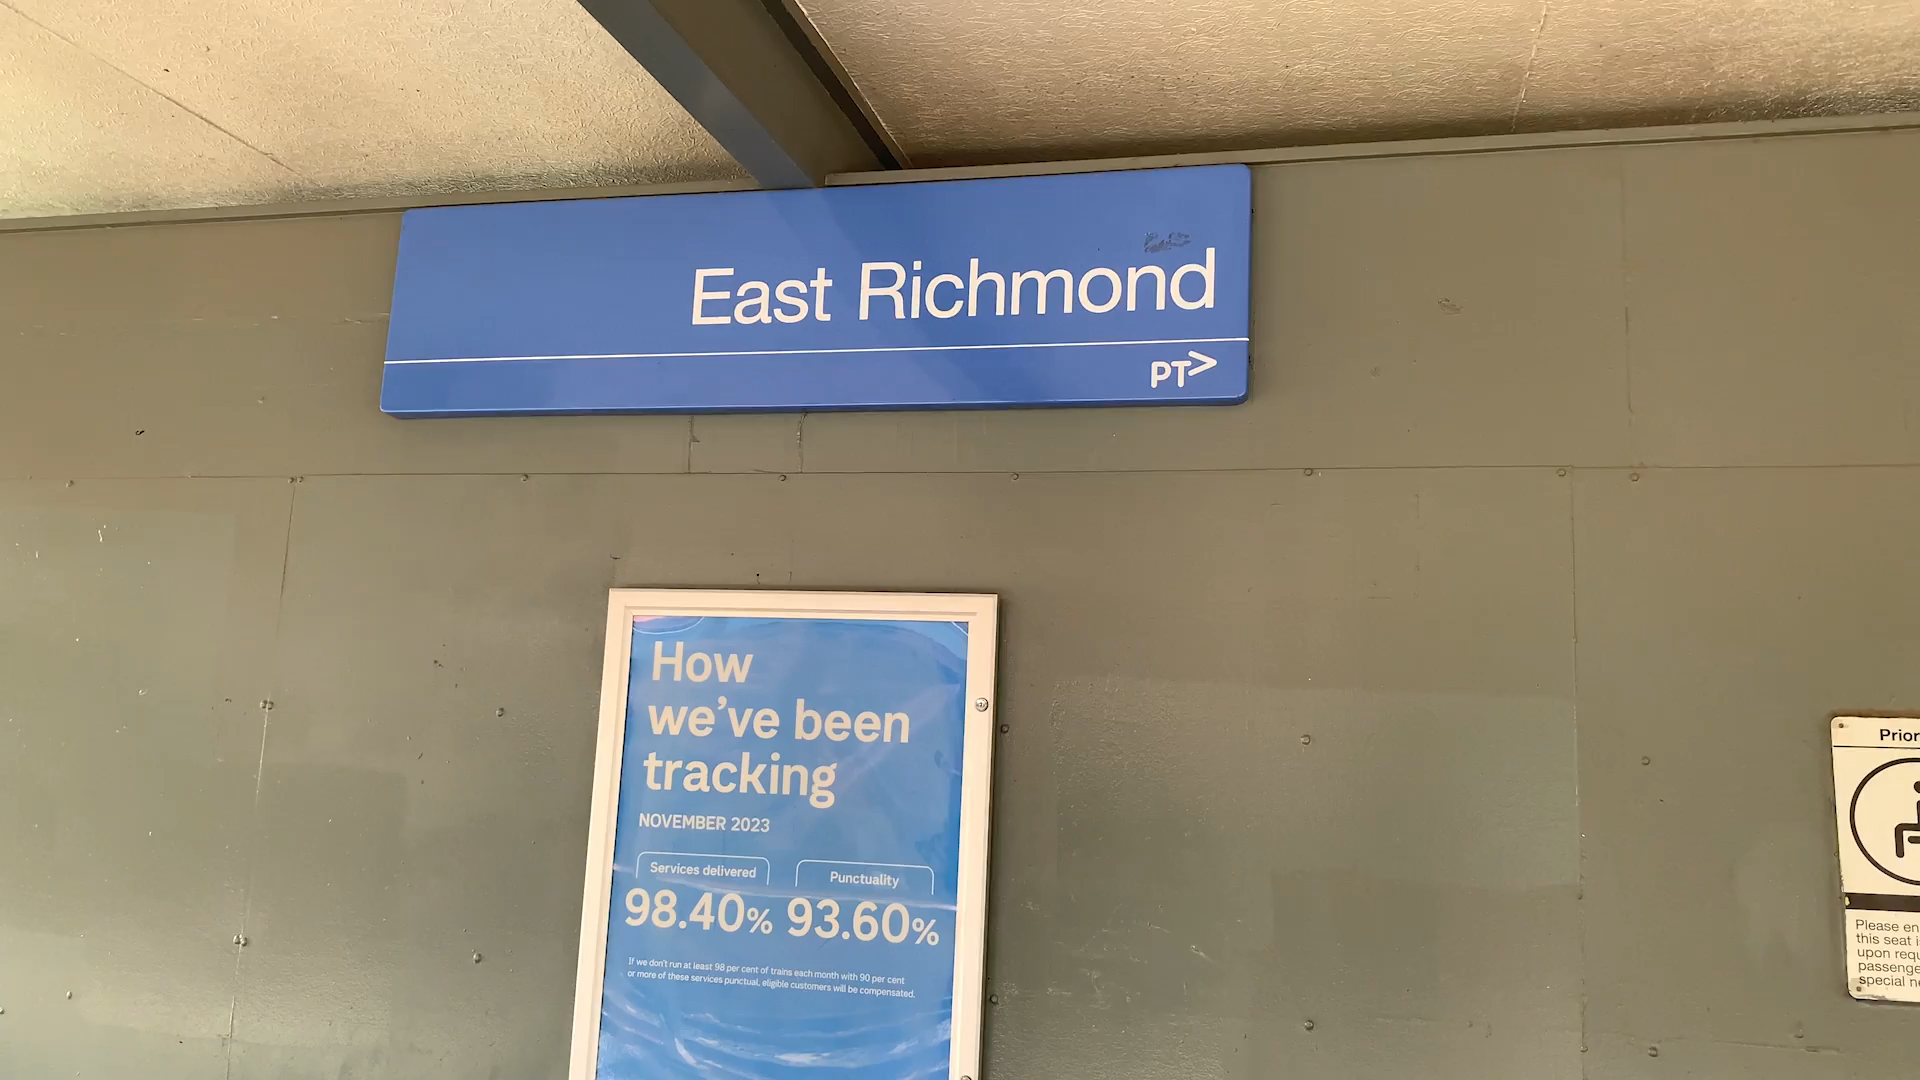 East Richmond
PT>
How
we've been
tracking
NOVEMBER 2023
Services delivered
Punctuality
98.40% 93.60%
If we don't run at least 98 per cent of trains each month with 90 per cent
or more of these services punctual, eligible customers will be compensated.
Prior
Please en
this seat i
upon requ
passenge
special ne